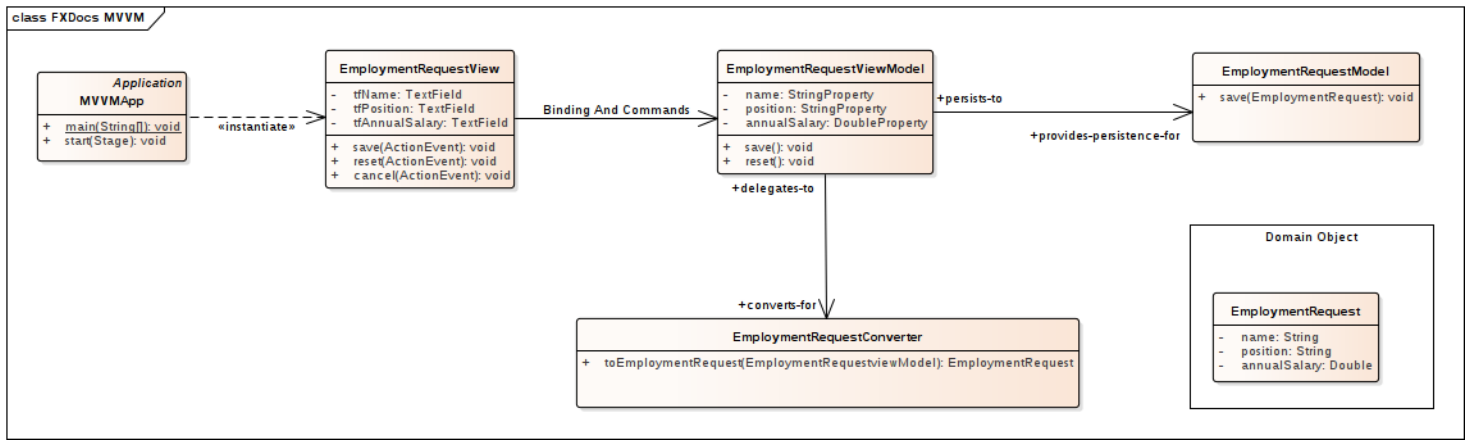 class FXDocs MVVM
Application
MVVMApp
+ main(String[]): void
+ start(Stage): void
«instantiate»
EmploymentRequestView
- tfName: TextField
- tfPosition: TextField
- tfAnnualSalary: TextField
+ save(ActionEvent): void
+ reset(ActionEvent): void
+ cancel(ActionEvent): void
Binding And Commands
EmploymentRequestViewModel
- name: StringProperty
- position: StringProperty
- annualSalary: DoubleProperty
+ save(): void
+ reset(): void
+persists-to
+provides-persistence-for
EmploymentRequestModel
+ save(EmploymentRequest): void
+delegates-to
+converts-for
EmploymentRequestConverter
+ toEmploymentRequest(EmploymentRequestviewModel): EmploymentRequest
Domain Object
EmploymentRequest
- name: String
- position: String
- annualSalary: Double